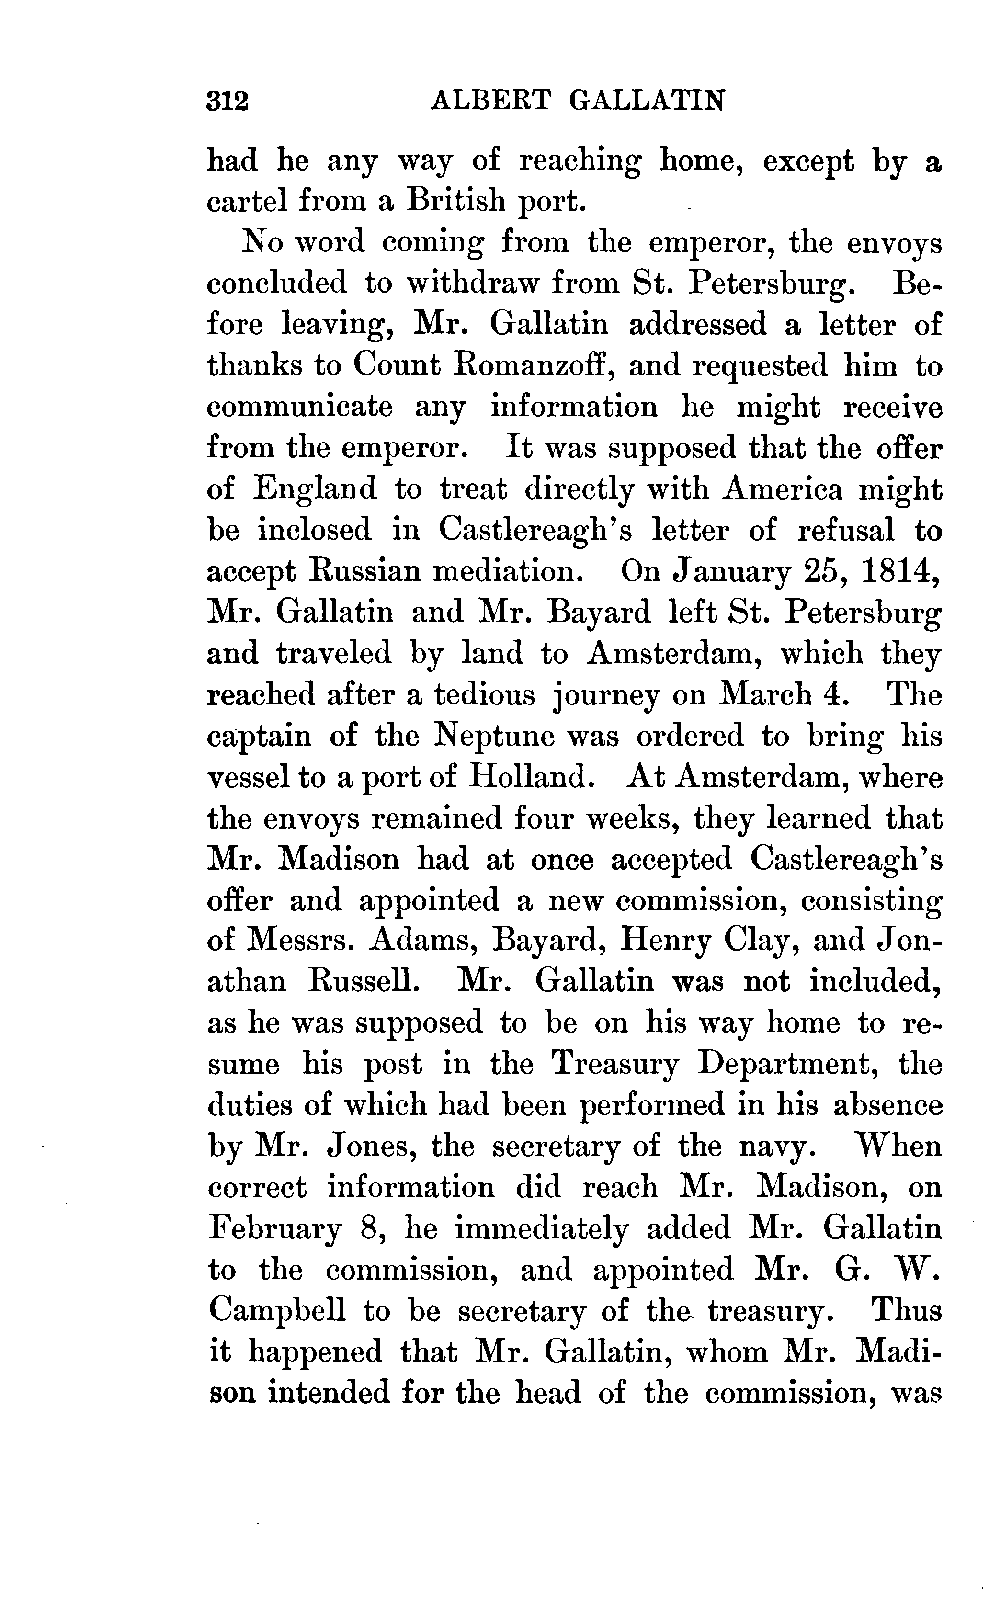 312 ALBERT GALLATIN
had he any way of reaching home, except by a
cartel from a British port.
No word coming from the emperor, the envoys
concluded to withdraw from St. Petersburg. Be-
fore leaving, Mr. Gallatin addressed a letter of
thanks to Count Romanzoff, and requested him to
communicate any information he might receive
from the emperor. It was supposed that the offer
of England to treat directly with America might
be inclosed in Castlereagh's letter of refusal to
accept Russian mediation. On January 25, 1814,
Mr. Gallatin and Mr. Bayard left St. Petersburg
and traveled by land to Amsterdam, which they
reached after a tedious journey on March 4. The
captain of the Neptune was ordered to bring his
vessel to a port of Holland. At Amsterdam, where
the envoys remained four weeks, they learned that
Mr. Madison had at once accepted Castlereagh's
offer and appointed a new commission, consisting
of Messrs. Adams, Bayard, Henry Clay, and Jon-
athan Russell. Mr. Gallatin was not included,
as he was supposed to be on his way home to re-
sume his post in the Treasury Department, the
duties of which had been performed in his absence
by Mr. Jones, the secretary of the navy. When
correct information did reach Mr. Madison, on
February 8, he immediately added Mr. Gallatin
to the commission, and appointed Mr. G. W.
Campbell to be secretary of the treasury. Thus
it happened that Mr. Gallatin, whom Mr. Madi-
son intended for the head of the commission, was